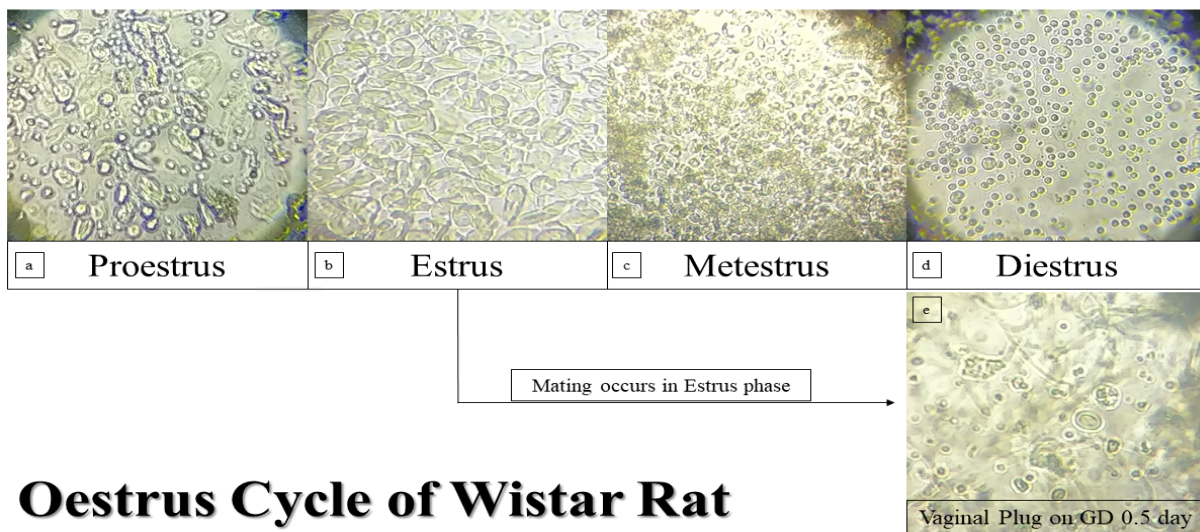 a Proestrus
b Estrus
c Metestrus
d Diestrus
e
Mating occurs in Estrus phase
Vaginal Plug on GD 0.5 day
Oestrus Cycle of Wistar Rat